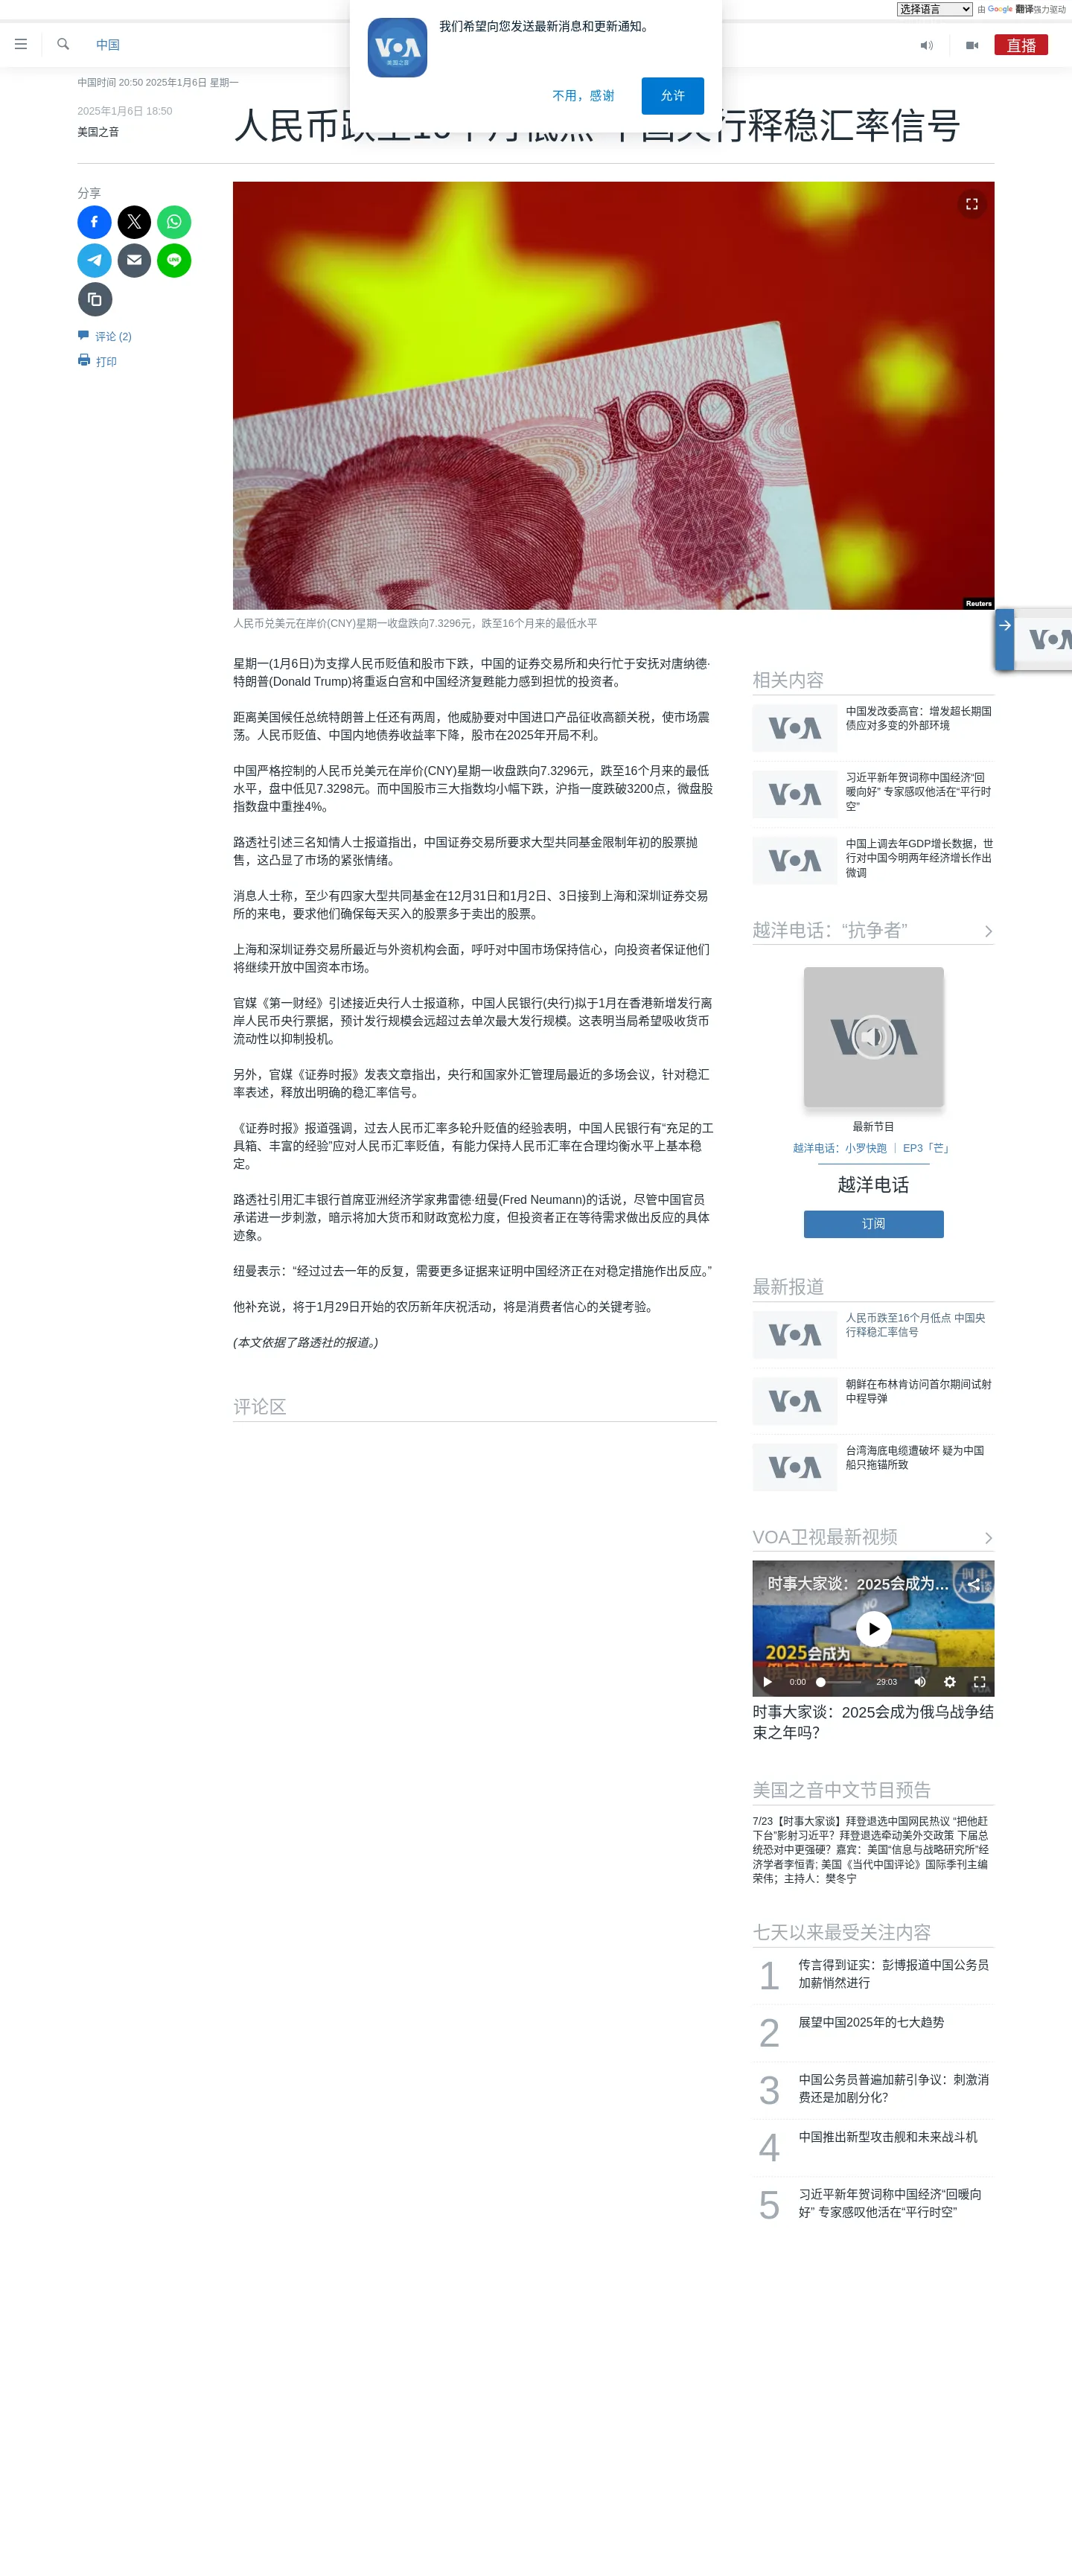 选择语言
由 Google 翻译强力驱动
我们希望向您发送最新消息和更新通知。
不用，感谢
允许
VOA
美国之音
中国
直播
中国时间 20:50 2025年1月6日 星期一
2025年1月6日 18:50
美国之音
分享
评论 (2)
打印
100
Reuters
人民币兑美元在岸价(CNY)星期一收盘跌向7.3296元，跌至16个月来的最低水平
星期一(1月6日)为支撑人民币贬值和股市下跌，中国的证券交易所和央行忙于安抚对唐纳德·
特朗普(Donald Trump)将重返白宫和中国经济复甦能力感到担忧的投资者。
距离美国候任总统特朗普上任还有两周，他威胁要对中国进口产品征收高额关税，使市场震
荡。人民币贬值、中国内地债券收益率下降，股市在2025年开局不利。
中国严格控制的人民币兑美元在岸价(CNY)星期一收盘跌向7.3296元，跌至16个月来的最低
水平，盘中低见7.3298元。而中国股市三大指数均小幅下跌，沪指一度跌破3200点，微盘股
指数盘中重挫4%。
路透社引述三名知情人士报道指出，中国证券交易所要求大型共同基金限制年初的股票抛
售，这凸显了市场的紧张情绪。
消息人士称，至少有四家大型共同基金在12月31日和1月2日、3日接到上海和深圳证券交易
所的来电，要求他们确保每天买入的股票多于卖出的股票。
上海和深圳证券交易所最近与外资机构会面，呼吁对中国市场保持信心，向投资者保证他们
将继续开放中国资本市场。
官媒《第一财经》引述接近央行人士报道称，中国人民银行(央行)拟于1月在香港新增发行离
岸人民币央行票据，预计发行规模会远超过去单次最大发行规模。这表明当局希望吸收货币
流动性以抑制投机。
另外，官媒《证券时报》发表文章指出，央行和国家外汇管理局最近的多场会议，针对稳汇
率表述，释放出明确的稳汇率信号。
《证券时报》报道强调，过去人民币汇率多轮升贬值的经验表明，中国人民银行有“充足的工
具箱、丰富的经验”应对人民币汇率贬值，有能力保持人民币汇率在合理均衡水平上基本稳
定。
路透社引用汇丰银行首席亚洲经济学家弗雷德·纽曼(Fred Neumann)的话说，尽管中国官员
承诺进一步刺激，暗示将加大货币和财政宽松力度，但投资者正在等待需求做出反应的具体
迹象。
纽曼表示：“经过过去一年的反复，需要更多证据来证明中国经济正在对稳定措施作出反应。”
他补充说，将于1月29日开始的农历新年庆祝活动，将是消费者信心的关键考验。
(本文依据了路透社的报道。)
评论区
相关内容
中国发改委高官：增发超长期国
债应对多变的外部环境
习近平新年贺词称中国经济“回
暖向好” 专家感叹他活在“平行时
空”
中国上调去年GDP增长数据，世
行对中国今明两年经济增长作出
微调
越洋电话：“抗争者”
最新节目
越洋电话：小罗快跑 ｜ EP3「芒」
越洋电话
订阅
最新报道
人民币跌至16个月低点 中国央
行释稳汇率信号
朝鲜在布林肯访问首尔期间试射
中程导弹
台湾海底电缆遭破坏 疑为中国
船只拖锚所致
VOA卫视最新视频
时事大家谈：2025会成为…
2025会成为
0:00
29:03
时事大家谈：2025会成为俄乌战争结
束之年吗？
美国之音中文节目预告
7/23【时事大家谈】拜登退选中国网民热议 “把他赶
下台”影射习近平？拜登退选牵动美外交政策 下届总
统恐对中更强硬？嘉宾：美国“信息与战略研究所”经
济学者李恒青; 美国《当代中国评论》国际季刊主编
荣伟；主持人：樊冬宁
七天以来最受关注内容
1 传言得到证实：彭博报道中国公务员
加薪悄然进行
2 展望中国2025年的七大趋势
3 中国公务员普遍加薪引争议：刺激消
费还是加剧分化？
4 中国推出新型攻击舰和未来战斗机
5 习近平新年贺词称中国经济“回暖向
好” 专家感叹他活在“平行时空”